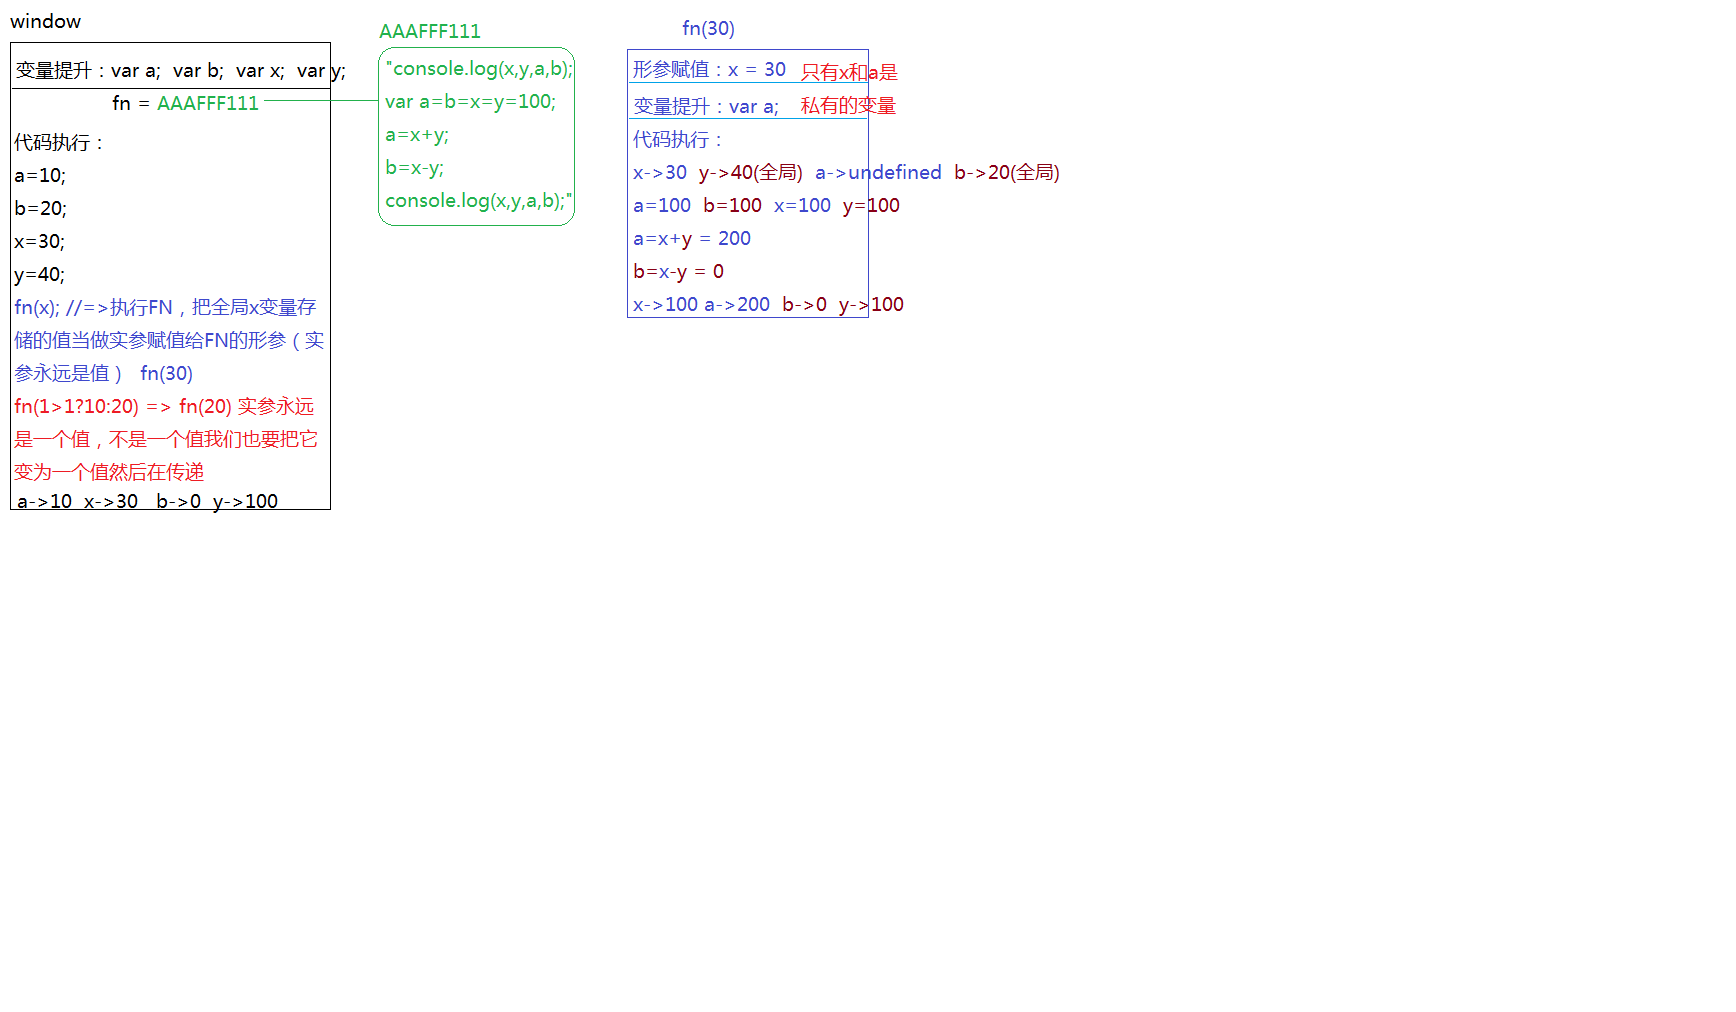 window
变量提升：var a;  var b;  var x;  var y;
fn = AAAFFF111
代码执行：
a=10;
b=20;
x=30;
y=40;
fn(x); //=>执行FN，把全局x变量存
储的值当做实参赋值给FN的形参（实
参永远是值）  fn(30)
fn(1>1?10:20) => fn(20) 实参永远
是一个值，不是一个值我们也要把它
变为一个值然后在传递
a->10  x->30   b->0  y->100
AAAFFF111
"console.log(x,y,a,b);
var a=b=x=y=100;
a=x+y;
b=x-y;
console.log(x,y,a,b);"
fn(30)
形参赋值：x = 30  只有x和a是
变量提升：var a;  私有的变量
代码执行：
x->30  y->40(全局)  a->undefined  b->20(全局)
a=100  b=100  x=100  y=100
a=x+y = 200
b=x-y = 0
x->100 a->200  b->0  y->100